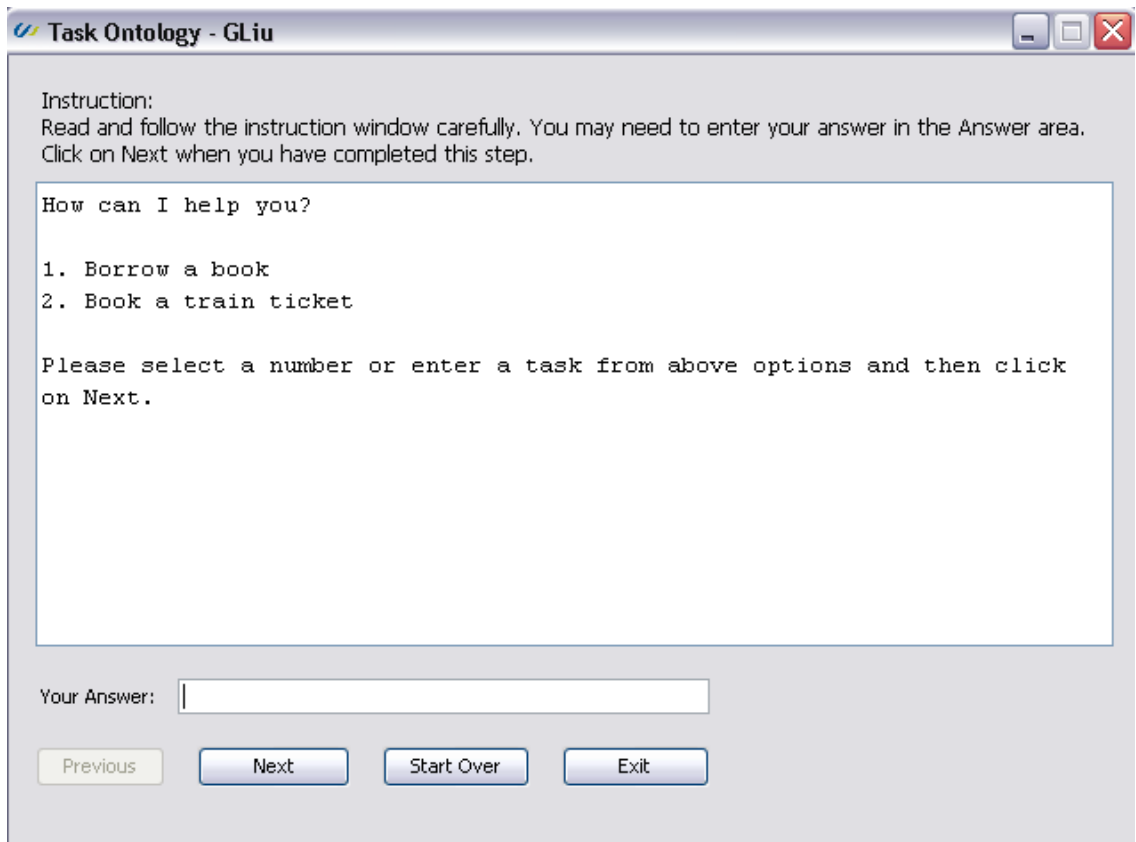 Task Ontology - GLiu
Instruction:
Read and follow the instruction window carefully. You may need to enter your answer in the Answer area.
Click on Next when you have completed this step.
How can I help you?
1. Borrow a book
2. Book a train ticket
Please select a number or enter a task from above options and then click
on Next.
Your Answer:
Previous Next Start Over Exit